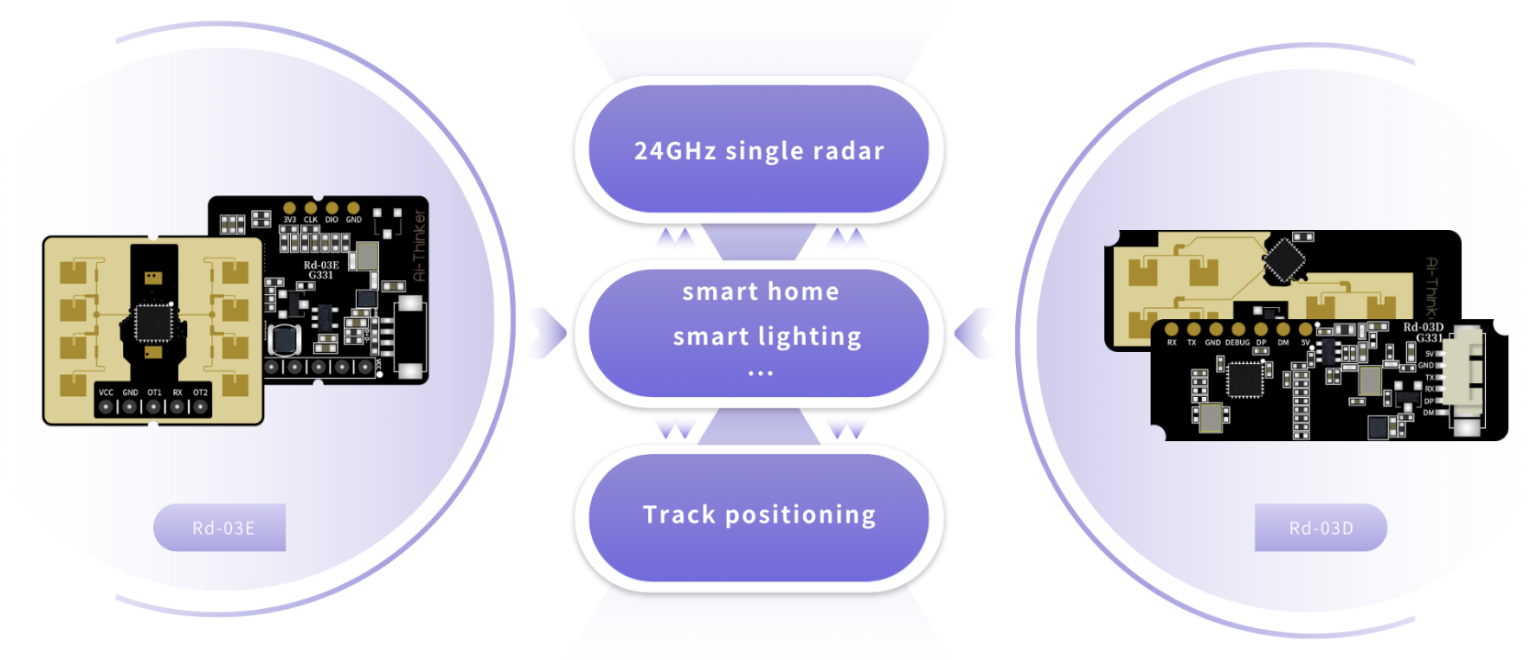 24GHz single radar
smart home
smart lighting
...
Track positioning
3V3 CLK DIO GND
Rd-03E
G331
Ai-Thinker
VCC GND OT1 RX OT2
VCC
Rd-03E
Ai-Think
RX TX GND DEBUG DP DM 5V
Rd-03D
G331
5V
GND
TX
RX
DP
DM
Rd-03D